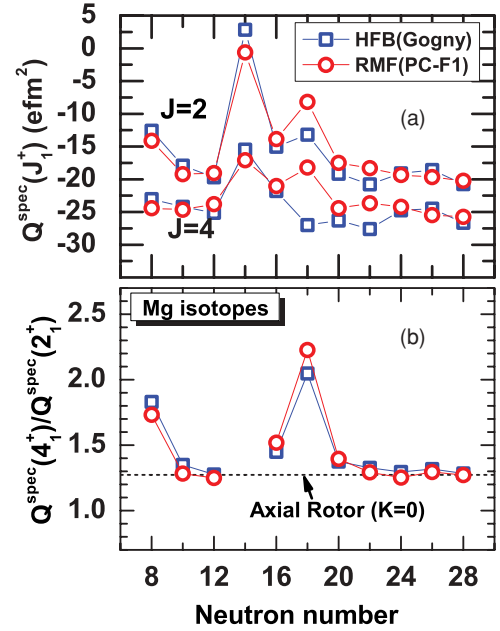 HFB(Gogny)
RMF(PC-F1)
(a)
J=2
J=4
Q^spec(J_1^+) (efm^2)
5
0
-5
-10
-15
-20
-25
-30
Mg isotopes
(b)
Q^spec(4_1^+)/Q^spec(2_1^+)
2.5
2.0
1.5
1.0
Axial Rotor (K=0)
8 12 16 20 24 28
Neutron number